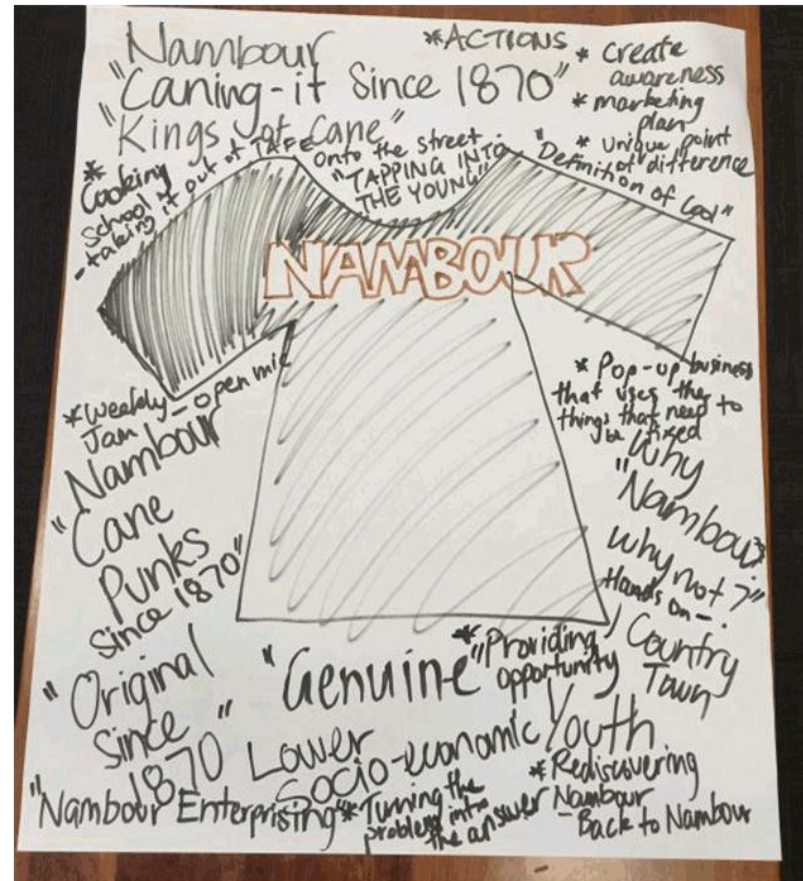 Nambour
"Caning-it Since 1870"
"Kings of Cane"
*ACTIONS
* create
awareness
* marketing
plan
* unique point
of difference
"Definition of Cool"
*
Cooking
School
- taking it out of TAFE
onto the street
"TAPPING INTO
THE YOUNG"
NAMBOUR
*Weekly
Jam - open mic
Nambour
"Cane
Punks
Since 1870"
* Pop-up business
that uses the
things that need to
be fixed
Why
"Nambour?
Why not?"
Hands on -
Country
Town
"Original
Since"
1870
"Genuine"
*Providing
opportunity
Lower
Socio-economic Youth
"Nambour Enterprising"
*Turning the
problem into
the answer
*Rediscovering
Nambour
- Back to Nambour